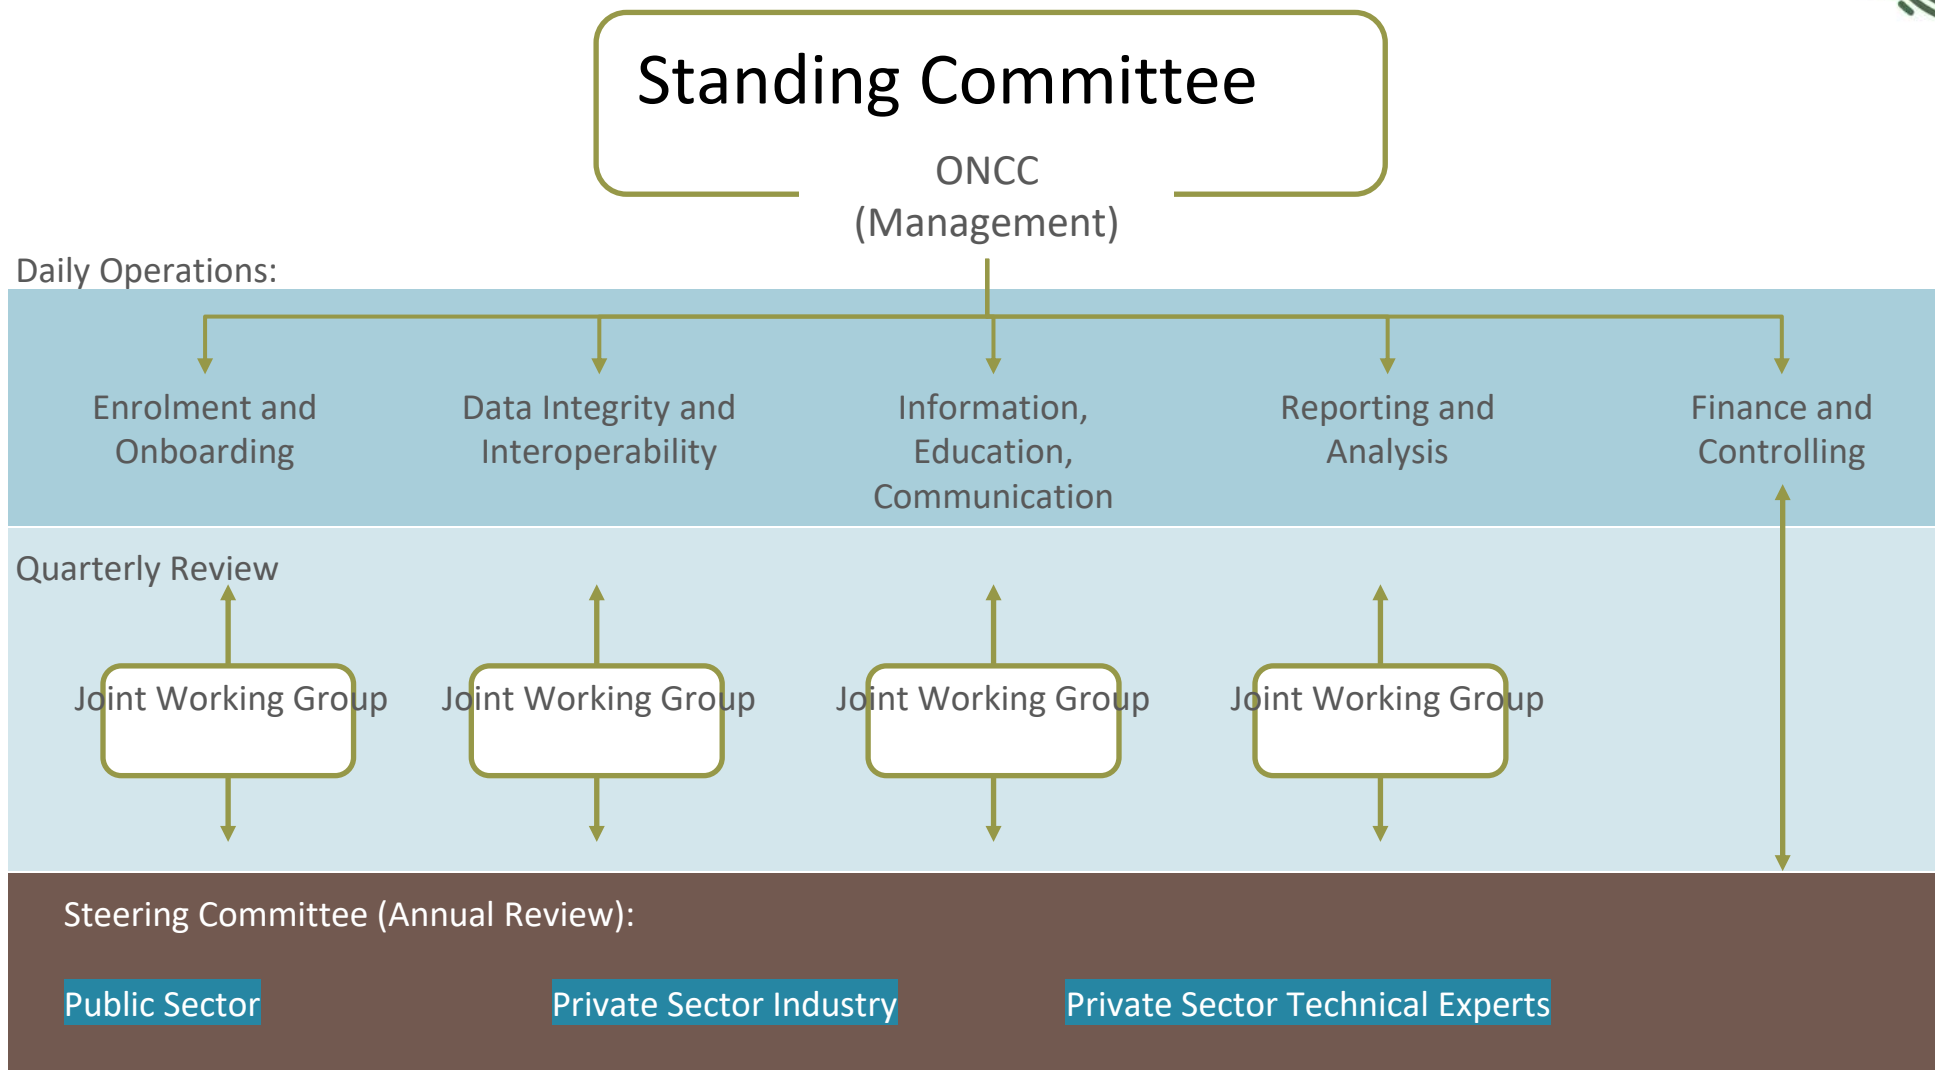 Standing Committee
ONCC
(Management)
Daily Operations:
Enrolment and
Onboarding
Data Integrity and
Interoperability
Information,
Education,
Communication
Reporting and
Analysis
Finance and
Controlling
Quarterly Review
Joint Working Group
Joint Working Group
Joint Working Group
Joint Working Group
Steering Committee (Annual Review):
Public Sector
Private Sector Industry
Private Sector Technical Experts